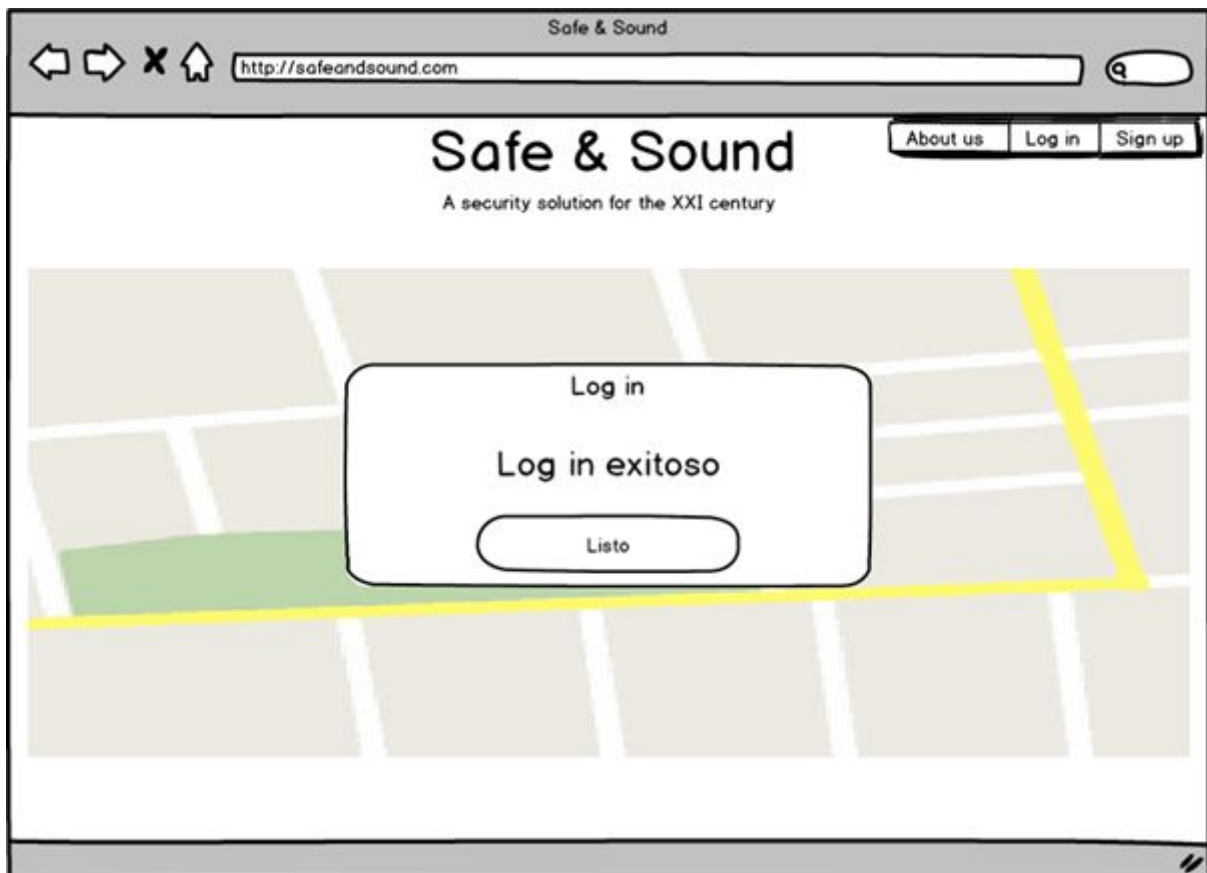 Safe & Sound
http://safeandsound.com
About us Log in Sign up
Safe & Sound
A security solution for the XXI century
Log in
Log in exitoso
Listo